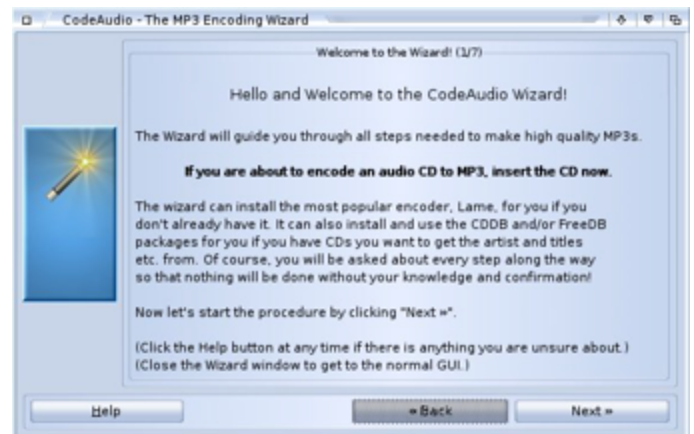 CodeAudio - The MP3 Encoding Wizard
Welcome to the Wizard! (1/7)
Hello and Welcome to the CodeAudio Wizard!
The Wizard will guide you through all steps needed to make high quality MP3s.
If you are about to encode an audio CD to MP3, insert the CD now.
The wizard can install the most popular encoder, Lame, for you if you
don't already have it. It can also install and use the CDDB and/or FreeDB
packages for you if you have CDs you want to get the artist and titles
etc. from. Of course, you will be asked about every step along the way
so that nothing will be done without your knowledge and confirmation!
Now let's start the procedure by clicking "Next »".
(Click the Help button at any time if there is anything you are unsure about.)
(Close the Wizard window to get to the normal GUI.)
Help
« Back
Next »